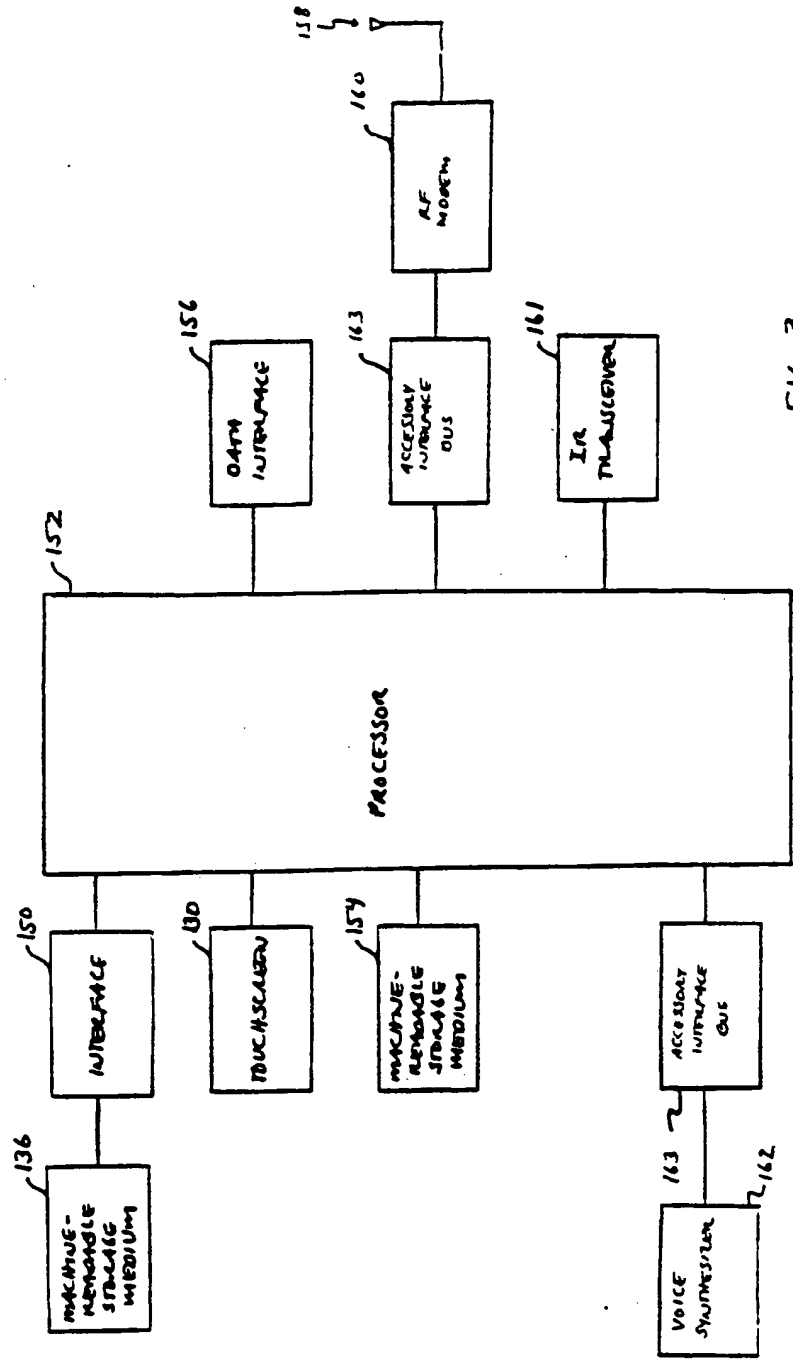 136
MACHINE-
READABLE
STORAGE
MEDIUM
150
INTERFACE
130
TOUCHSCREEN
154
MACHINE-
READABLE
STORAGE
MEDIUM
VOICE
SYNTHESIZER
162
163
ACCESSORY
INTERFACE
BUS
152
PROCESSOR
156
DATA
INTERFACE
163
ACCESSORY
INTERFACE
BUS
160
RF
MODEM
158
161
IR
TRANSCEIVER